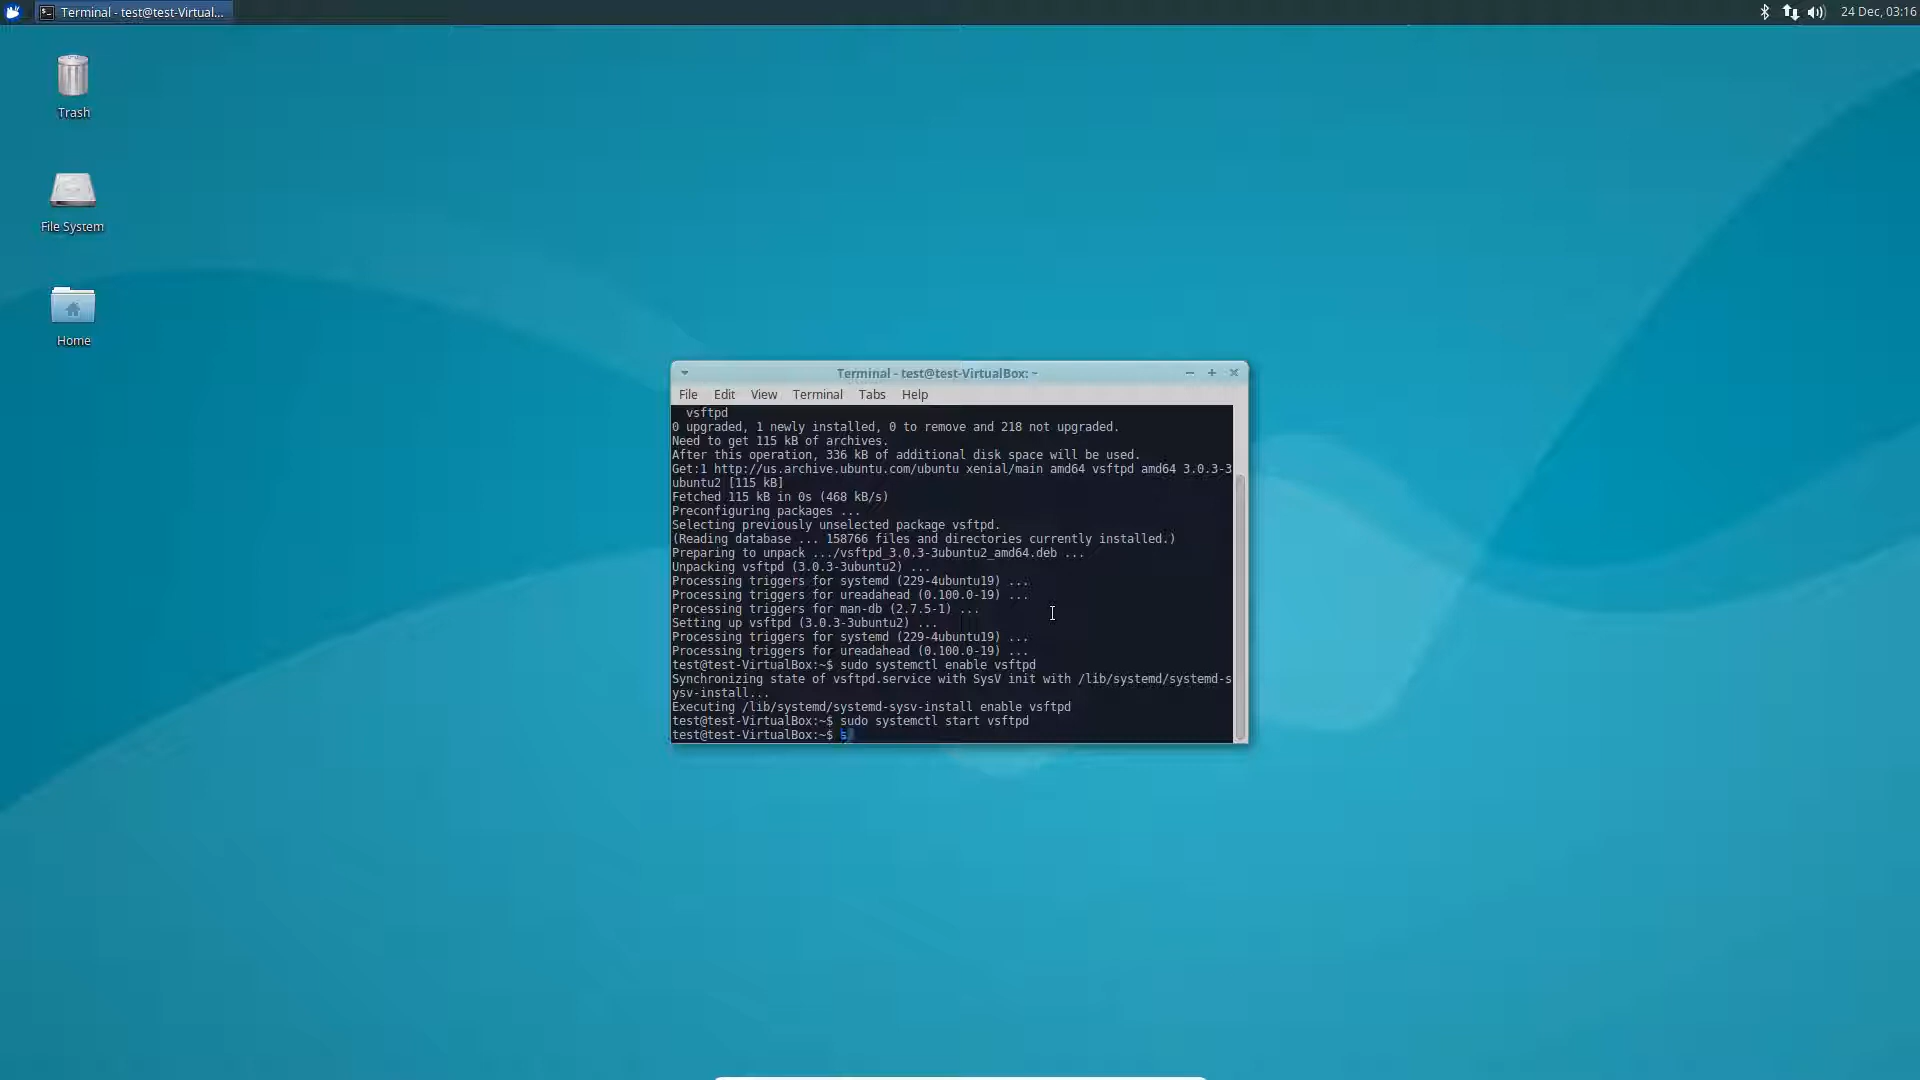 Terminal - test@test-Virtual...
24 Dec, 03:16
Trash
File System
Home
Terminal - test@test-VirtualBox: ~
File Edit View Terminal Tabs Help
vsftpd
0 upgraded, 1 newly installed, 0 to remove and 218 not upgraded.
Need to get 115 kB of archives.
After this operation, 336 kB of additional disk space will be used.
Get:1 http://us.archive.ubuntu.com/ubuntu xenial/main amd64 vsftpd amd64 3.0.3-3
ubuntu2 [115 kB]
Fetched 115 kB in 0s (468 kB/s)
Preconfiguring packages ...
Selecting previously unselected package vsftpd.
(Reading database ... 158766 files and directories currently installed.)
Preparing to unpack .../vsftpd_3.0.3-3ubuntu2_amd64.deb ...
Unpacking vsftpd (3.0.3-3ubuntu2) ...
Processing triggers for systemd (229-4ubuntu19) ...
Processing triggers for ureadahead (0.100.0-19) ...
Processing triggers for man-db (2.7.5-1) ...
Setting up vsftpd (3.0.3-3ubuntu2) ...
Processing triggers for systemd (229-4ubuntu19) ...
Processing triggers for ureadahead (0.100.0-19) ...
test@test-VirtualBox:~$ sudo systemctl enable vsftpd
Synchronizing state of vsftpd.service with SysV init with /lib/systemd/systemd-s
ysv-install...
Executing /lib/systemd/systemd-sysv-install enable vsftpd
test@test-VirtualBox:~$ sudo systemctl start vsftpd
test@test-VirtualBox:~$ s